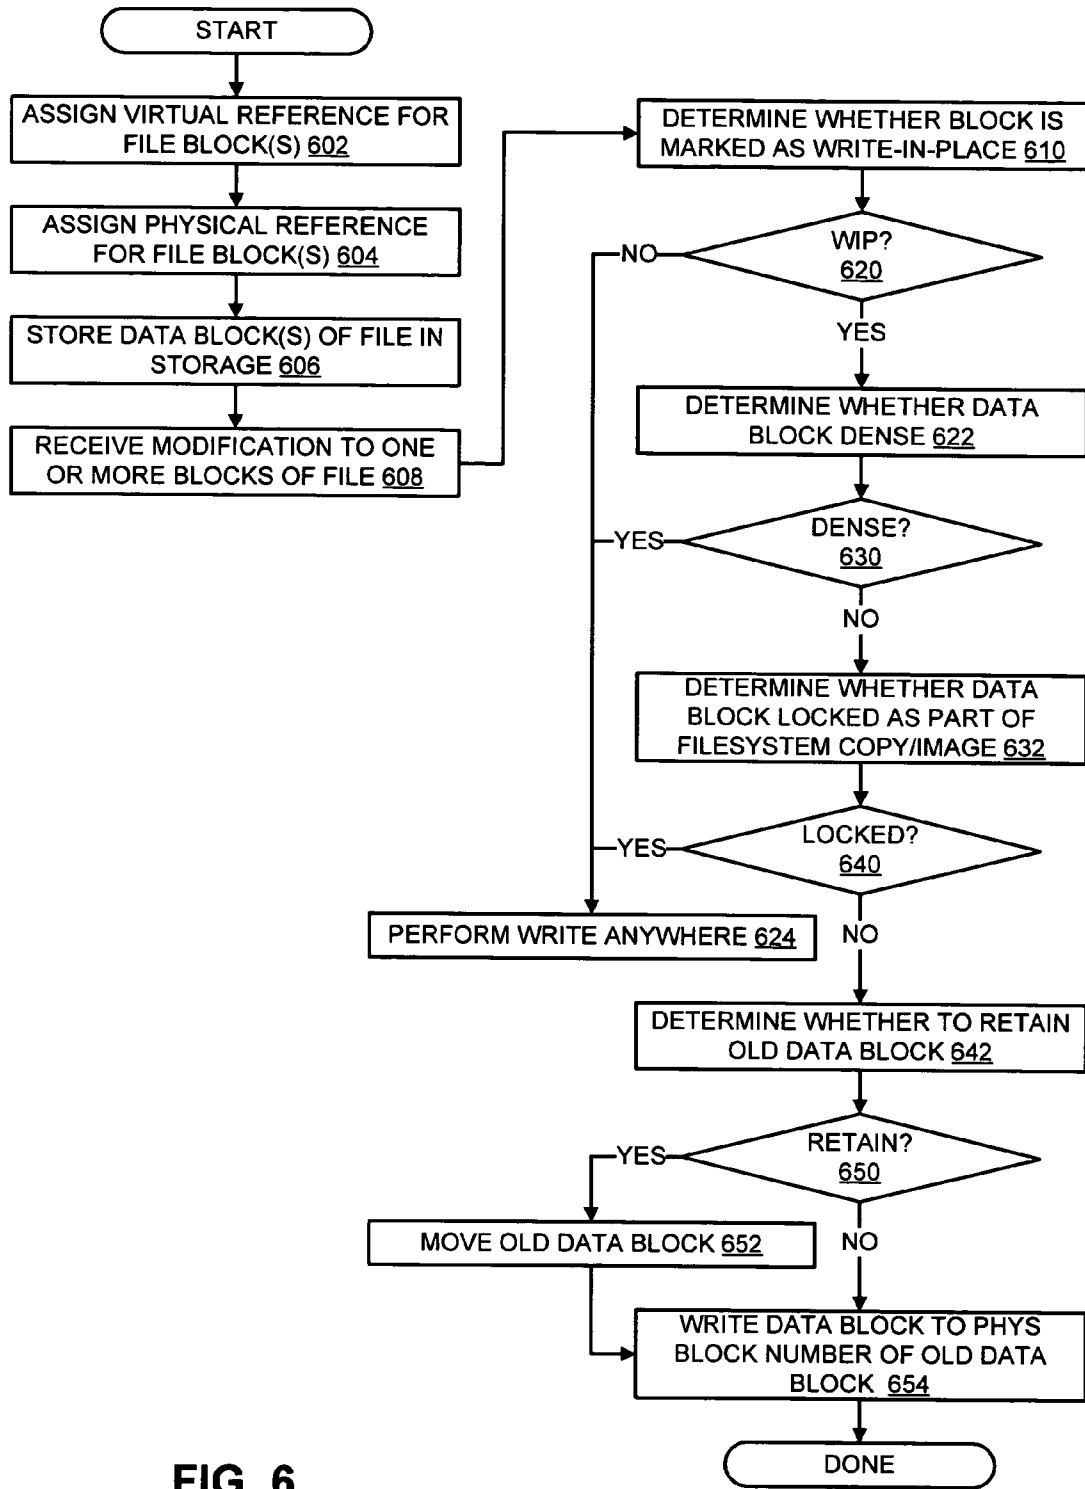 START
ASSIGN VIRTUAL REFERENCE FOR
FILE BLOCK(S) 602
ASSIGN PHYSICAL REFERENCE
FOR FILE BLOCK(S) 604
STORE DATA BLOCK(S) OF FILE IN
STORAGE 606
RECEIVE MODIFICATION TO ONE
OR MORE BLOCKS OF FILE 608
DETERMINE WHETHER BLOCK IS
MARKED AS WRITE-IN-PLACE 610
WIP?
620
NO
YES
DETERMINE WHETHER DATA
BLOCK DENSE 622
DENSE?
630
YES
NO
DETERMINE WHETHER DATA
BLOCK LOCKED AS PART OF
FILESYSTEM COPY/IMAGE 632
LOCKED?
640
YES
NO
PERFORM WRITE ANYWHERE 624
DETERMINE WHETHER TO RETAIN
OLD DATA BLOCK 642
RETAIN?
650
YES
NO
MOVE OLD DATA BLOCK 652
WRITE DATA BLOCK TO PHYS
BLOCK NUMBER OF OLD DATA
BLOCK 654
DONE
FIG. 6